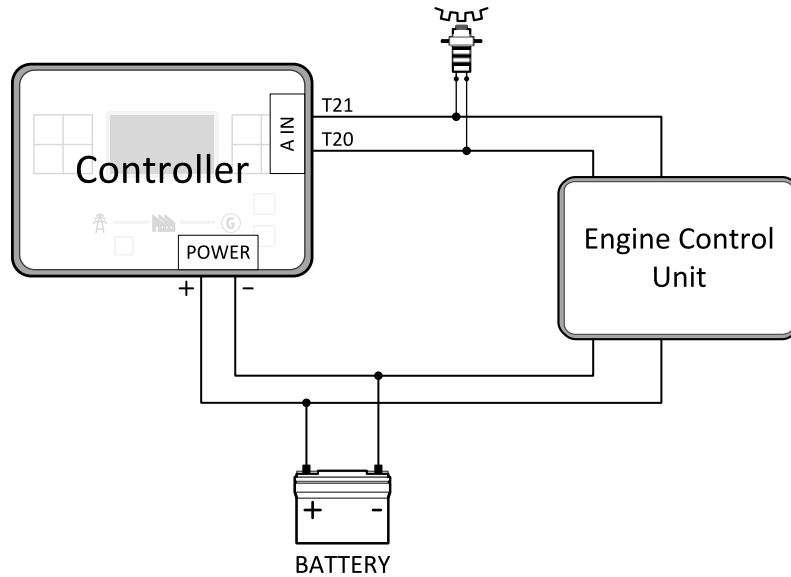 T21
A IN
T20
Controller
G
POWER
+ -
Engine Control
Unit
+ -
BATTERY